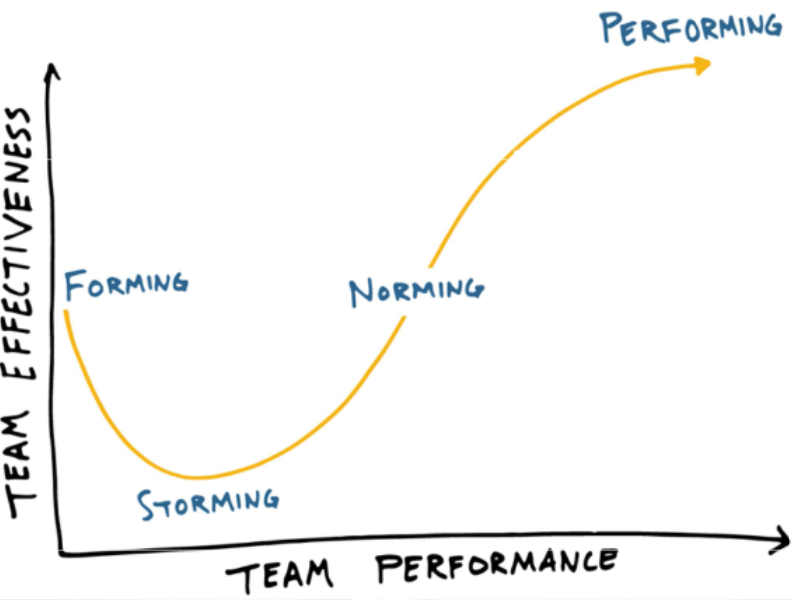 PERFORMING
TEAM EFFECTIVENESS
FORMING
NORMING
STORMING
TEAM PERFORMANCE